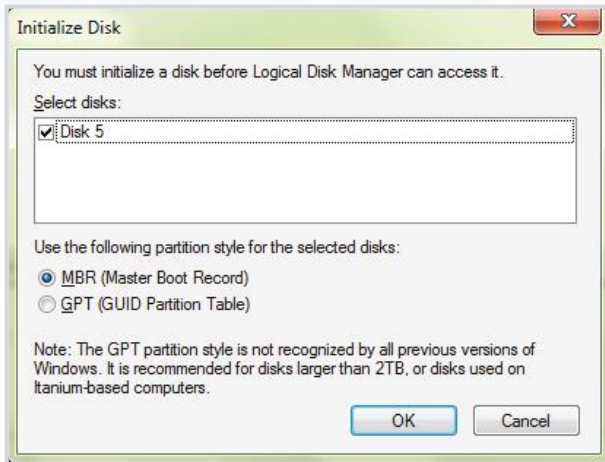 Initialize Disk
You must initialize a disk before Logical Disk Manager can access it.
Select disks:
Disk 5
Use the following partition style for the selected disks:
MBR (Master Boot Record)
GPT (GUID Partition Table)
Note: The GPT partition style is not recognized by all previous versions of
Windows. It is recommended for disks larger than 2TB, or disks used on
Itanium-based computers.
OK Cancel